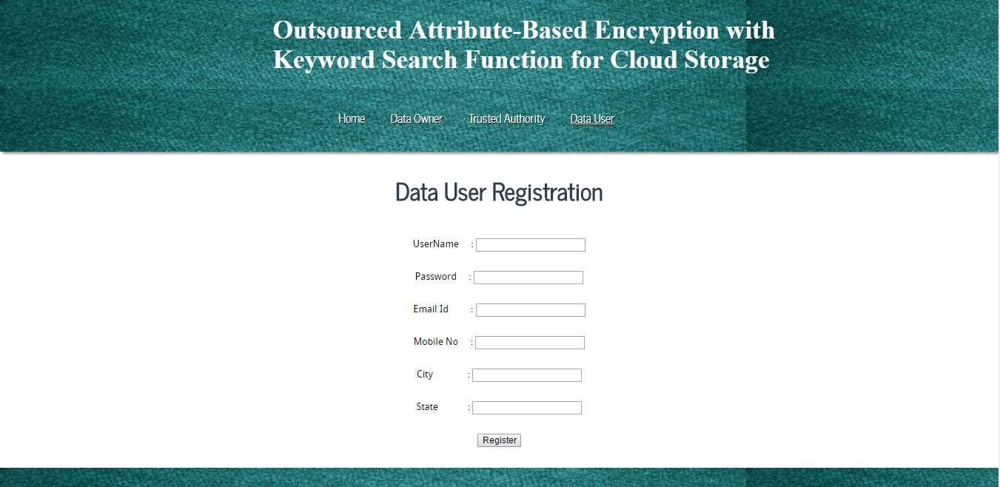 Outsourced Attribute-Based Encryption with
Keyword Search Function for Cloud Storage
Home Data Owner Trusted Authority Data User
Data User Registration
UserName :
Password :
Email Id :
Mobile No :
City :
State :
Register